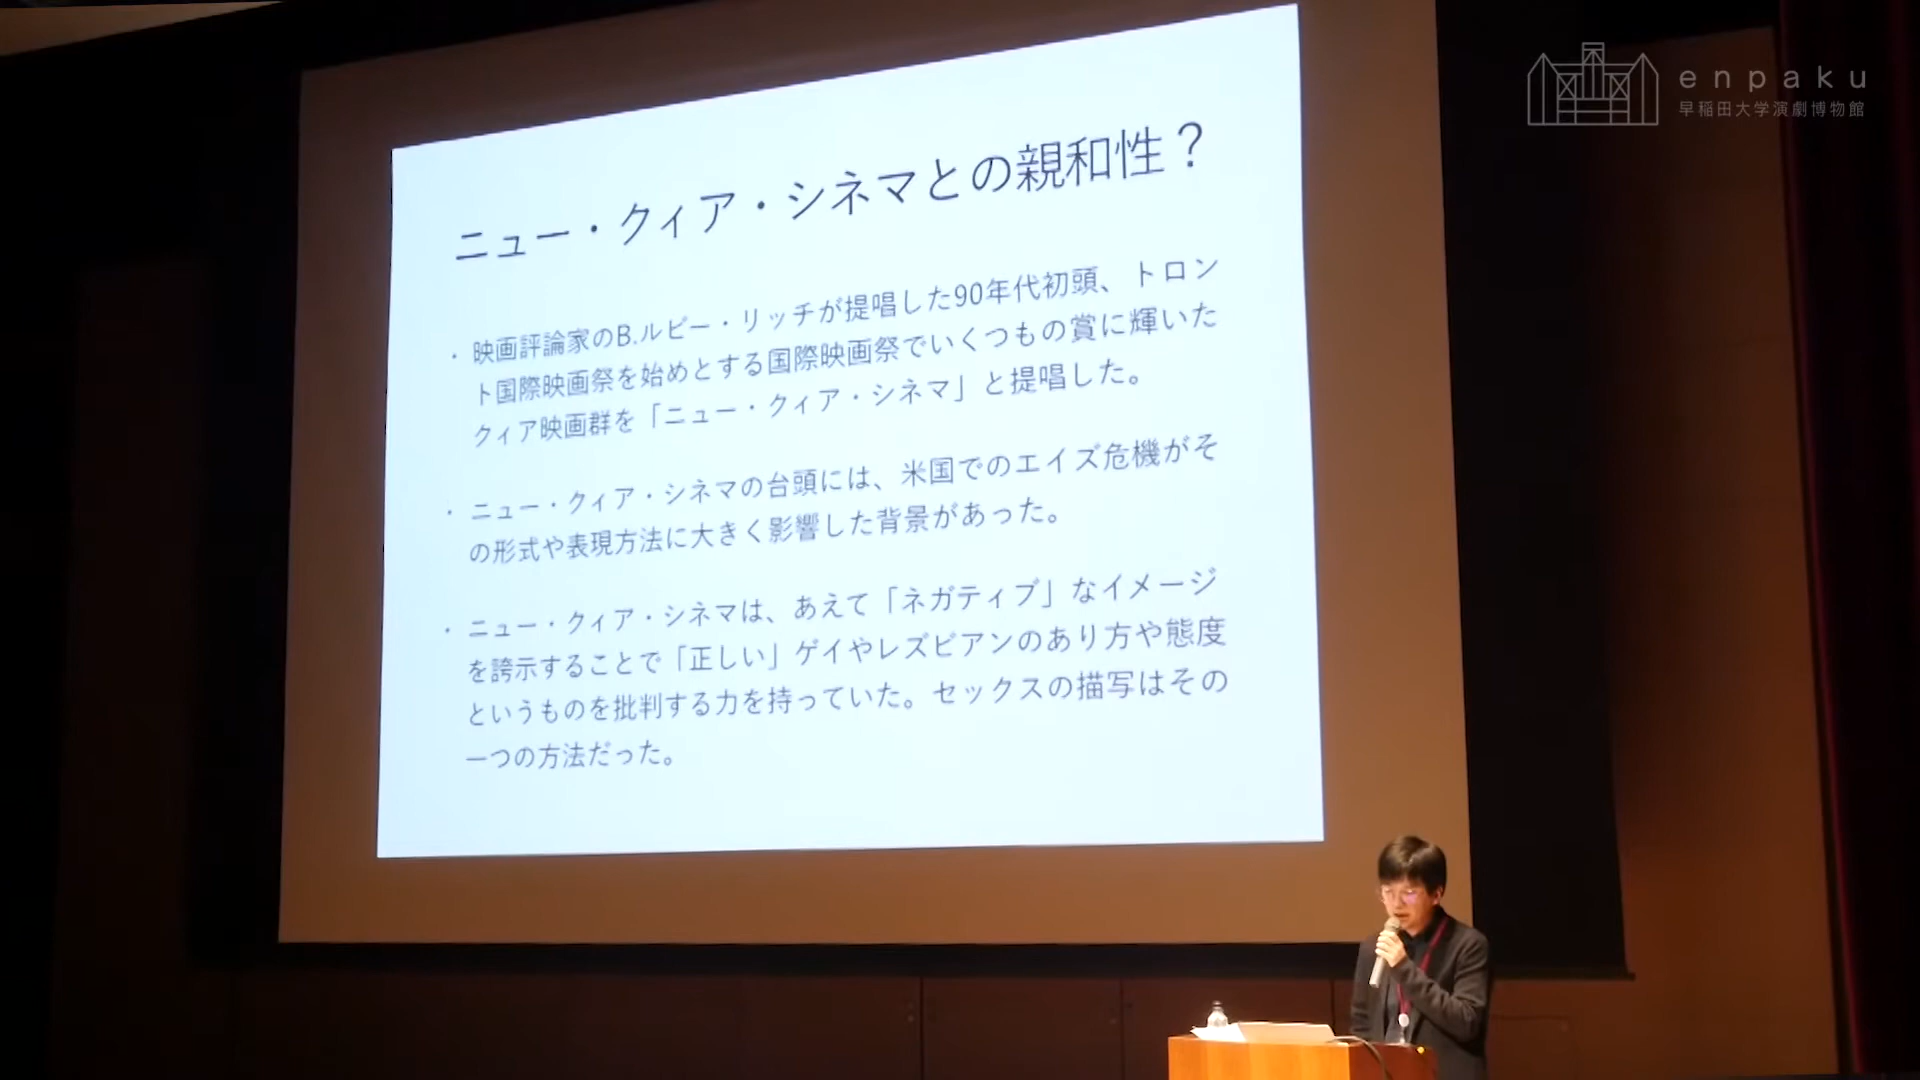 enpaku
早稲田大学演劇博物館
ニュー・クィア・シネマとの親和性？
・映画評論家のB.ルビー・リッチが提唱した90年代初頭、トロン
ト国際映画祭を始めとする国際映画祭でいくつもの賞に輝いた
クィア映画群を「ニュー・クィア・シネマ」と提唱した。
・ニュー・クィア・シネマの台頭には、米国でのエイズ危機がそ
の形式や表現方法に大きく影響した背景があった。
・ニュー・クィア・シネマは、あえて「ネガティブ」なイメージ
を誇示することで「正しい」ゲイやレズビアンのあり方や態度
というものを批判する力を持っていた。セックスの描写はその
一つの方法だった。